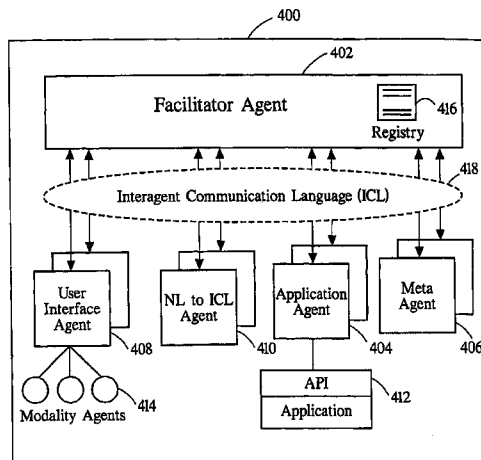 400
402
Facilitator Agent
416
Registry
418
Interagent Communication Language (ICL)
User
Interface
Agent
408
NL to ICL
Agent
410
Application
Agent
404
Meta
Agent
406
414
Modality Agents
API
Application
412